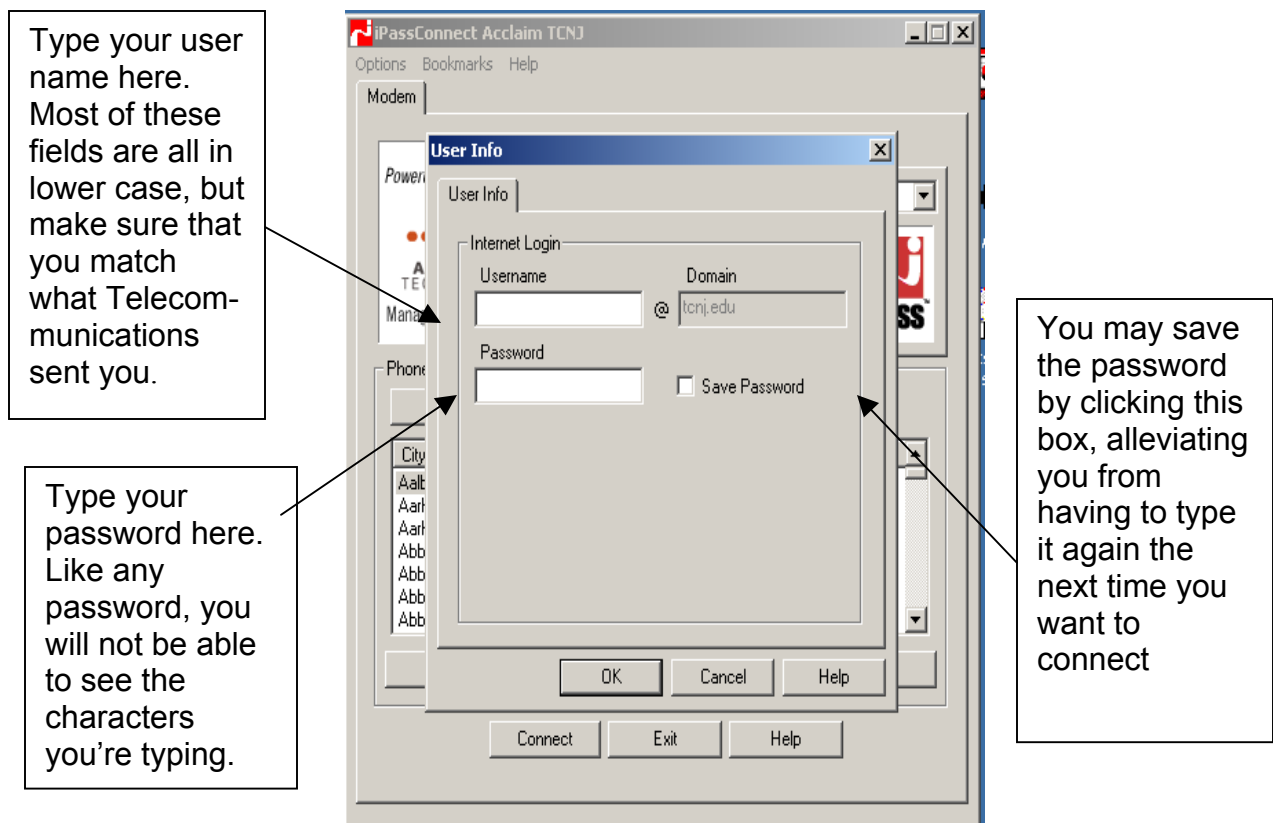 Type your user
name here.
Most of these
fields are all in
lower case, but
make sure that
you match
what Telecom-
munications
sent you.
Type your
password here.
Like any
password, you
will not be able
to see the
characters
you're typing.
iPassConnect Acclaim TCNJ
Options Bookmarks Help
Modem
User Info
User Info
Internet Login
Username Domain
@ tcnj.edu
Password
Save Password
OK Cancel Help
Phone
City
Connect Exit Help
You may save
the password
by clicking this
box, alleviating
you from
having to type
it again the
next time you
want to
connect